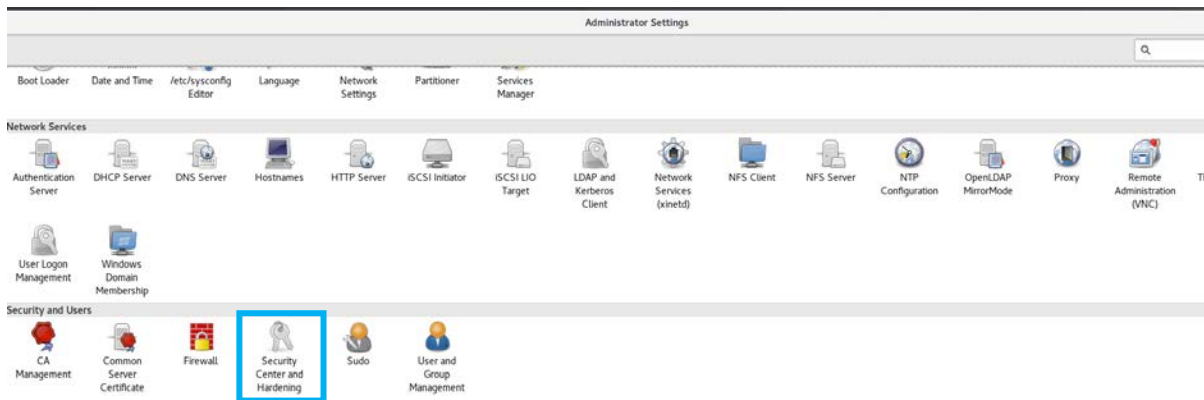 Administrator Settings
Boot Loader
Date and Time
/etc/sysconfig
Editor
Language
Network
Settings
Partitioner
Services
Manager
Network Services
Authentication
Server
DHCP Server
DNS Server
Hostnames
HTTP Server
iSCSI Initiator
iSCSI LIO
Target
LDAP and
Kerberos
Client
Network
Services
(xinetd)
NFS Client
NFS Server
NTP
Configuration
OpenLDAP
MirrorMode
Proxy
Remote
Administration
(VNC)
User Logon
Management
Windows
Domain
Membership
Security and Users
CA
Management
Common
Server
Certificate
Firewall
Security
Center and
Hardening
Sudo
User and
Group
Management